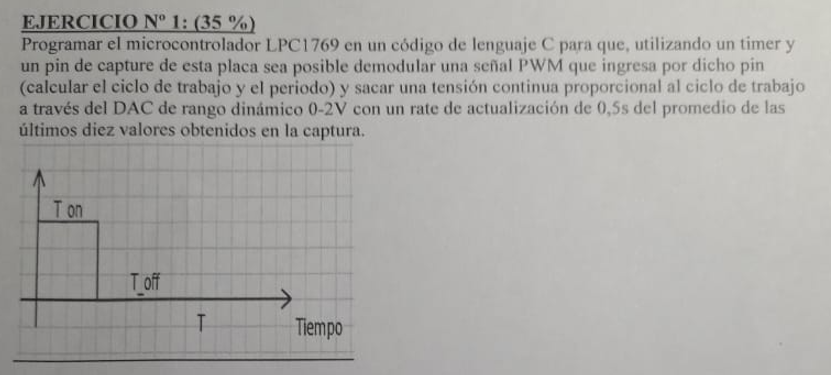 EJERCICIO Nº 1: (35 %)
Programar el microcontrolador LPC1769 en un código de lenguaje C para que, utilizando un timer y
un pin de capture de esta placa sea posible demodular una señal PWM que ingresa por dicho pin
(calcular el ciclo de trabajo y el periodo) y sacar una tensión continua proporcional al ciclo de trabajo
a través del DAC de rango dinámico 0-2V con un rate de actualización de 0,5s del promedio de las
últimos diez valores obtenidos en la captura.
T on
T_off
T
Tiempo